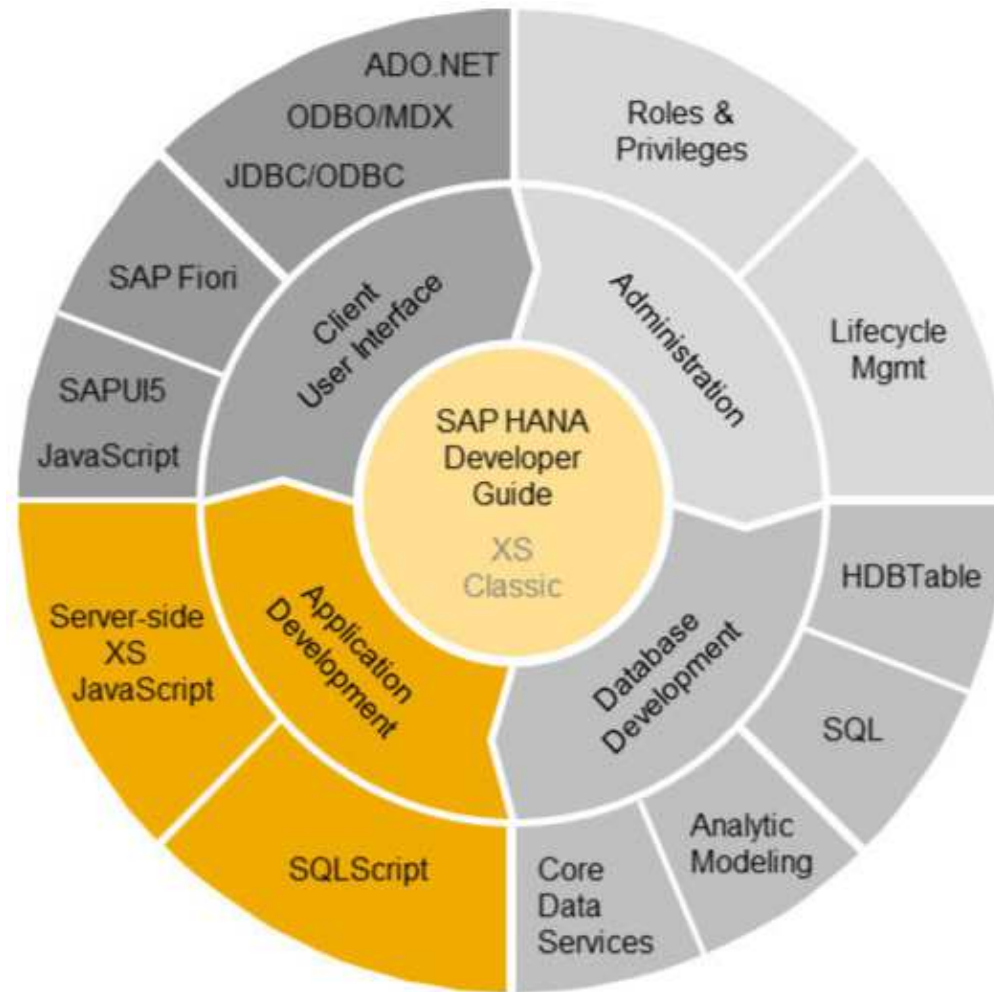 ADO.NET
ODBO/MDX
JDBC/ODBC
Roles &
Privileges
SAP Fiori
Client
User Interface
Administration
Lifecycle
Mgmt
SAPUI5
JavaScript
SAP HANA
Developer
Guide
XS
Classic
Server-side
XS
JavaScript
Application
Development
Database
Development
HDBTable
SQL
SQLScript
Analytic
Modeling
Core
Data
Services